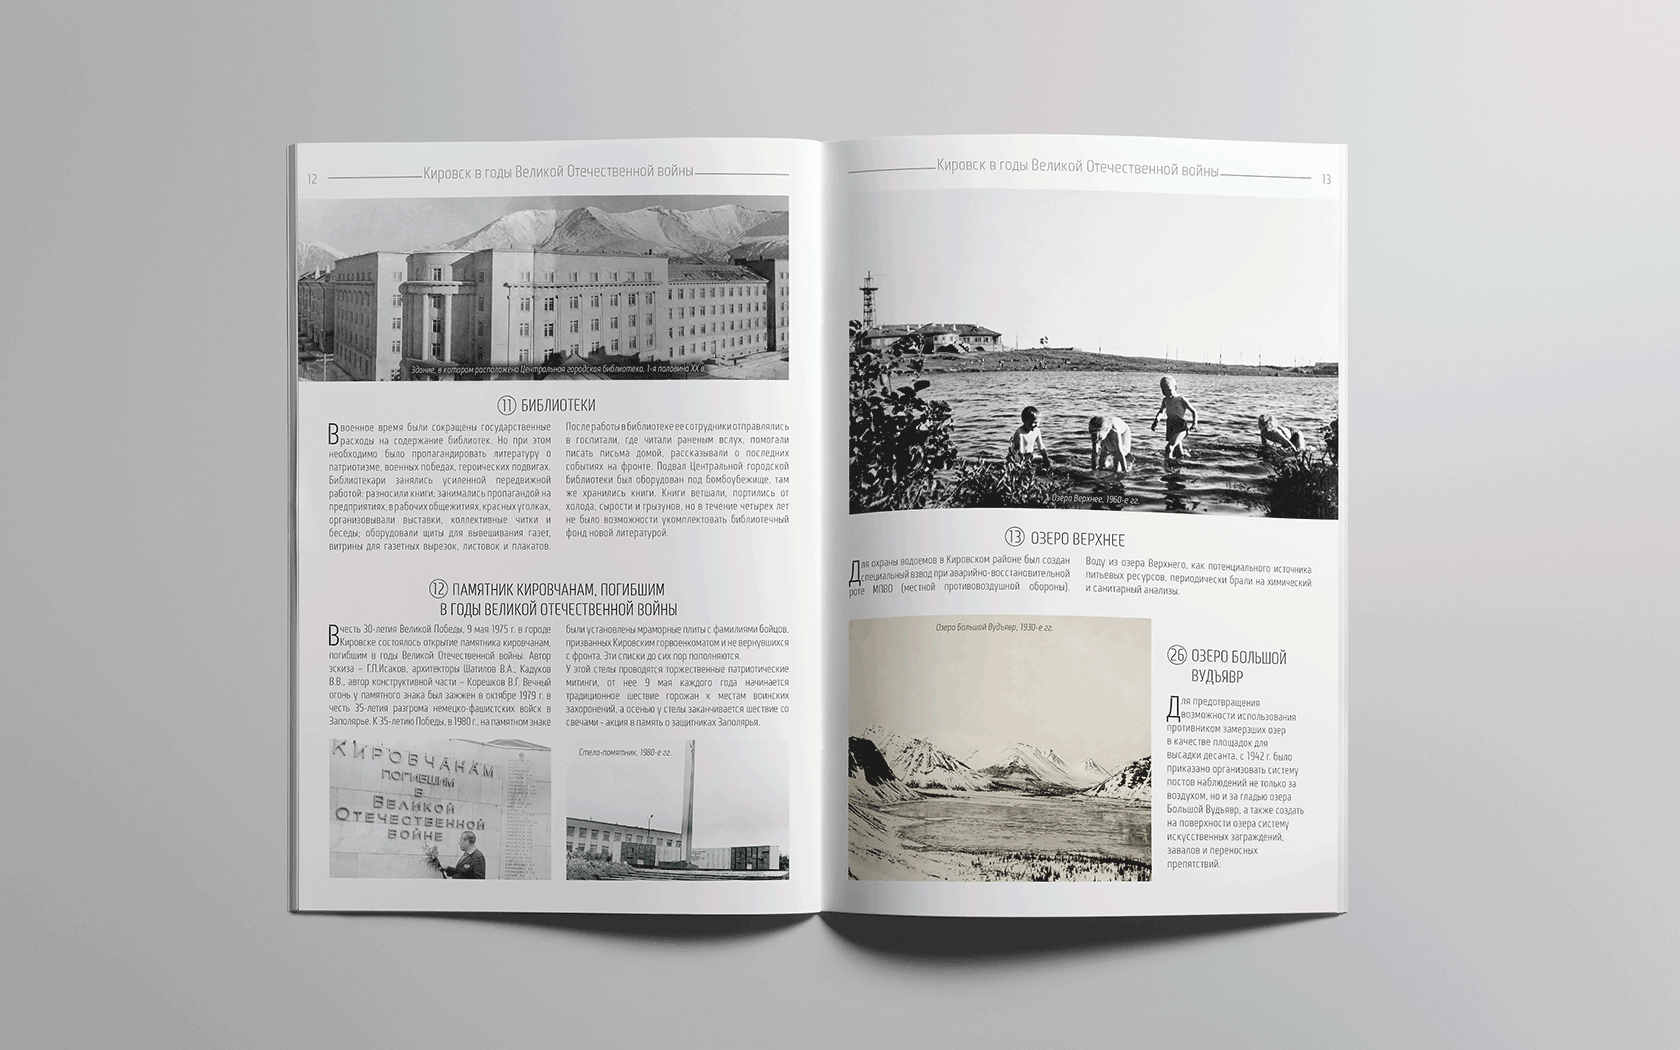 12
Кировск в годы Великой Отечественной войны
Здание, в котором расположена Центральная городская библиотека. 1-я половина XX в.
11 БИБЛИОТЕКИ
Ввоенное время были сокращены государственные
расходы на содержание библиотек. Но при этом
необходимо было пропагандировать литературу о
патриотизме, военных победах, героических подвигах.
Библиотекари занялись усиленной передвижной
работой: разносили книги; занимались пропагандой на
предприятиях, в рабочих общежитиях, красных уголках,
организовывали выставки, коллективные читки и
беседы; оборудовали щиты для вывешивания газет,
витрины для газетных вырезок, листовок и плакатов.
После работы в библиотеке ее сотрудники отправлялись
в госпитали, где читали раненым вслух, помогали
писать письма домой, рассказывали о последних
событиях на фронте. Подвал Центральной городской
библиотеки был оборудован под бомбоубежище, там
же хранились книги. Книги ветшали, портились от
холода, сырости и грызунов, но в течение четырех лет
не было возможности укомплектовать библиотечный
фонд новой литературой.
12 ПАМЯТНИК КИРОВЧАНАМ, ПОГИБШИМ
В ГОДЫ ВЕЛИКОЙ ОТЕЧЕСТВЕННОЙ ВОЙНЫ
Вчесть 30-летия Великой Победы, 9 мая 1975 г. в городе
Кировске состоялось открытие памятника кировчанам,
погибшим в годы Великой Отечественной войны. Автор
эскиза – Г.П.Исаков, архитекторы Шатилов В.А., Кадуков
В.В., автор конструктивной части – Корешков В.Г. Вечный
огонь у памятного знака был зажжен в октябре 1979 г. в
честь 35-летия разгрома немецко-фашистских войск в
Заполярье. К 35-летию Победы, в 1980 г., на памятном знаке
были установлены мраморные плиты с фамилиями бойцов,
призванных Кировским горвоенкоматом и не вернувшихся
с фронта. Эти списки до сих пор пополняются.
У этой стелы проводятся торжественные патриотические
митинги, от нее 9 мая каждого года начинается
традиционное шествие горожан к местам воинских
захоронений, а осенью у стелы заканчивается шествие со
свечами - акция в память о защитниках Заполярья.
КИРОВЧАНАМ
ПОГИБШИМ
В
ВЕЛИКОЙ
ОТЕЧЕСТВЕННОЙ
ВОЙНЕ
Стела-памятник, 1980-е гг.
Кировск в годы Великой Отечественной войны
13
Озеро Верхнее, 1960-е гг.
13 ОЗЕРО ВЕРХНЕЕ
Для охраны водоемов в Кировском районе был создан
специальный взвод при аварийно-восстановительной
роте МПВО (местной противовоздушной обороны).
Воду из озера Верхнего, как потенциального источника
питьевых ресурсов, периодически брали на химический
и санитарный анализы.
Озеро Большой Вудъявр, 1930-е гг.
26 ОЗЕРО БОЛЬШОЙ
ВУДЪЯВР
Для предотвращения
возможности использования
противником замерзших озер
в качестве площадок для
высадки десанта, с 1942 г. было
приказано организовать систему
постов наблюдений не только за
воздухом, но и за гладью озера
Большой Вудъявр, а также создать
на поверхности озера систему
искусственных заграждений,
завалов и переносных
препятствий.